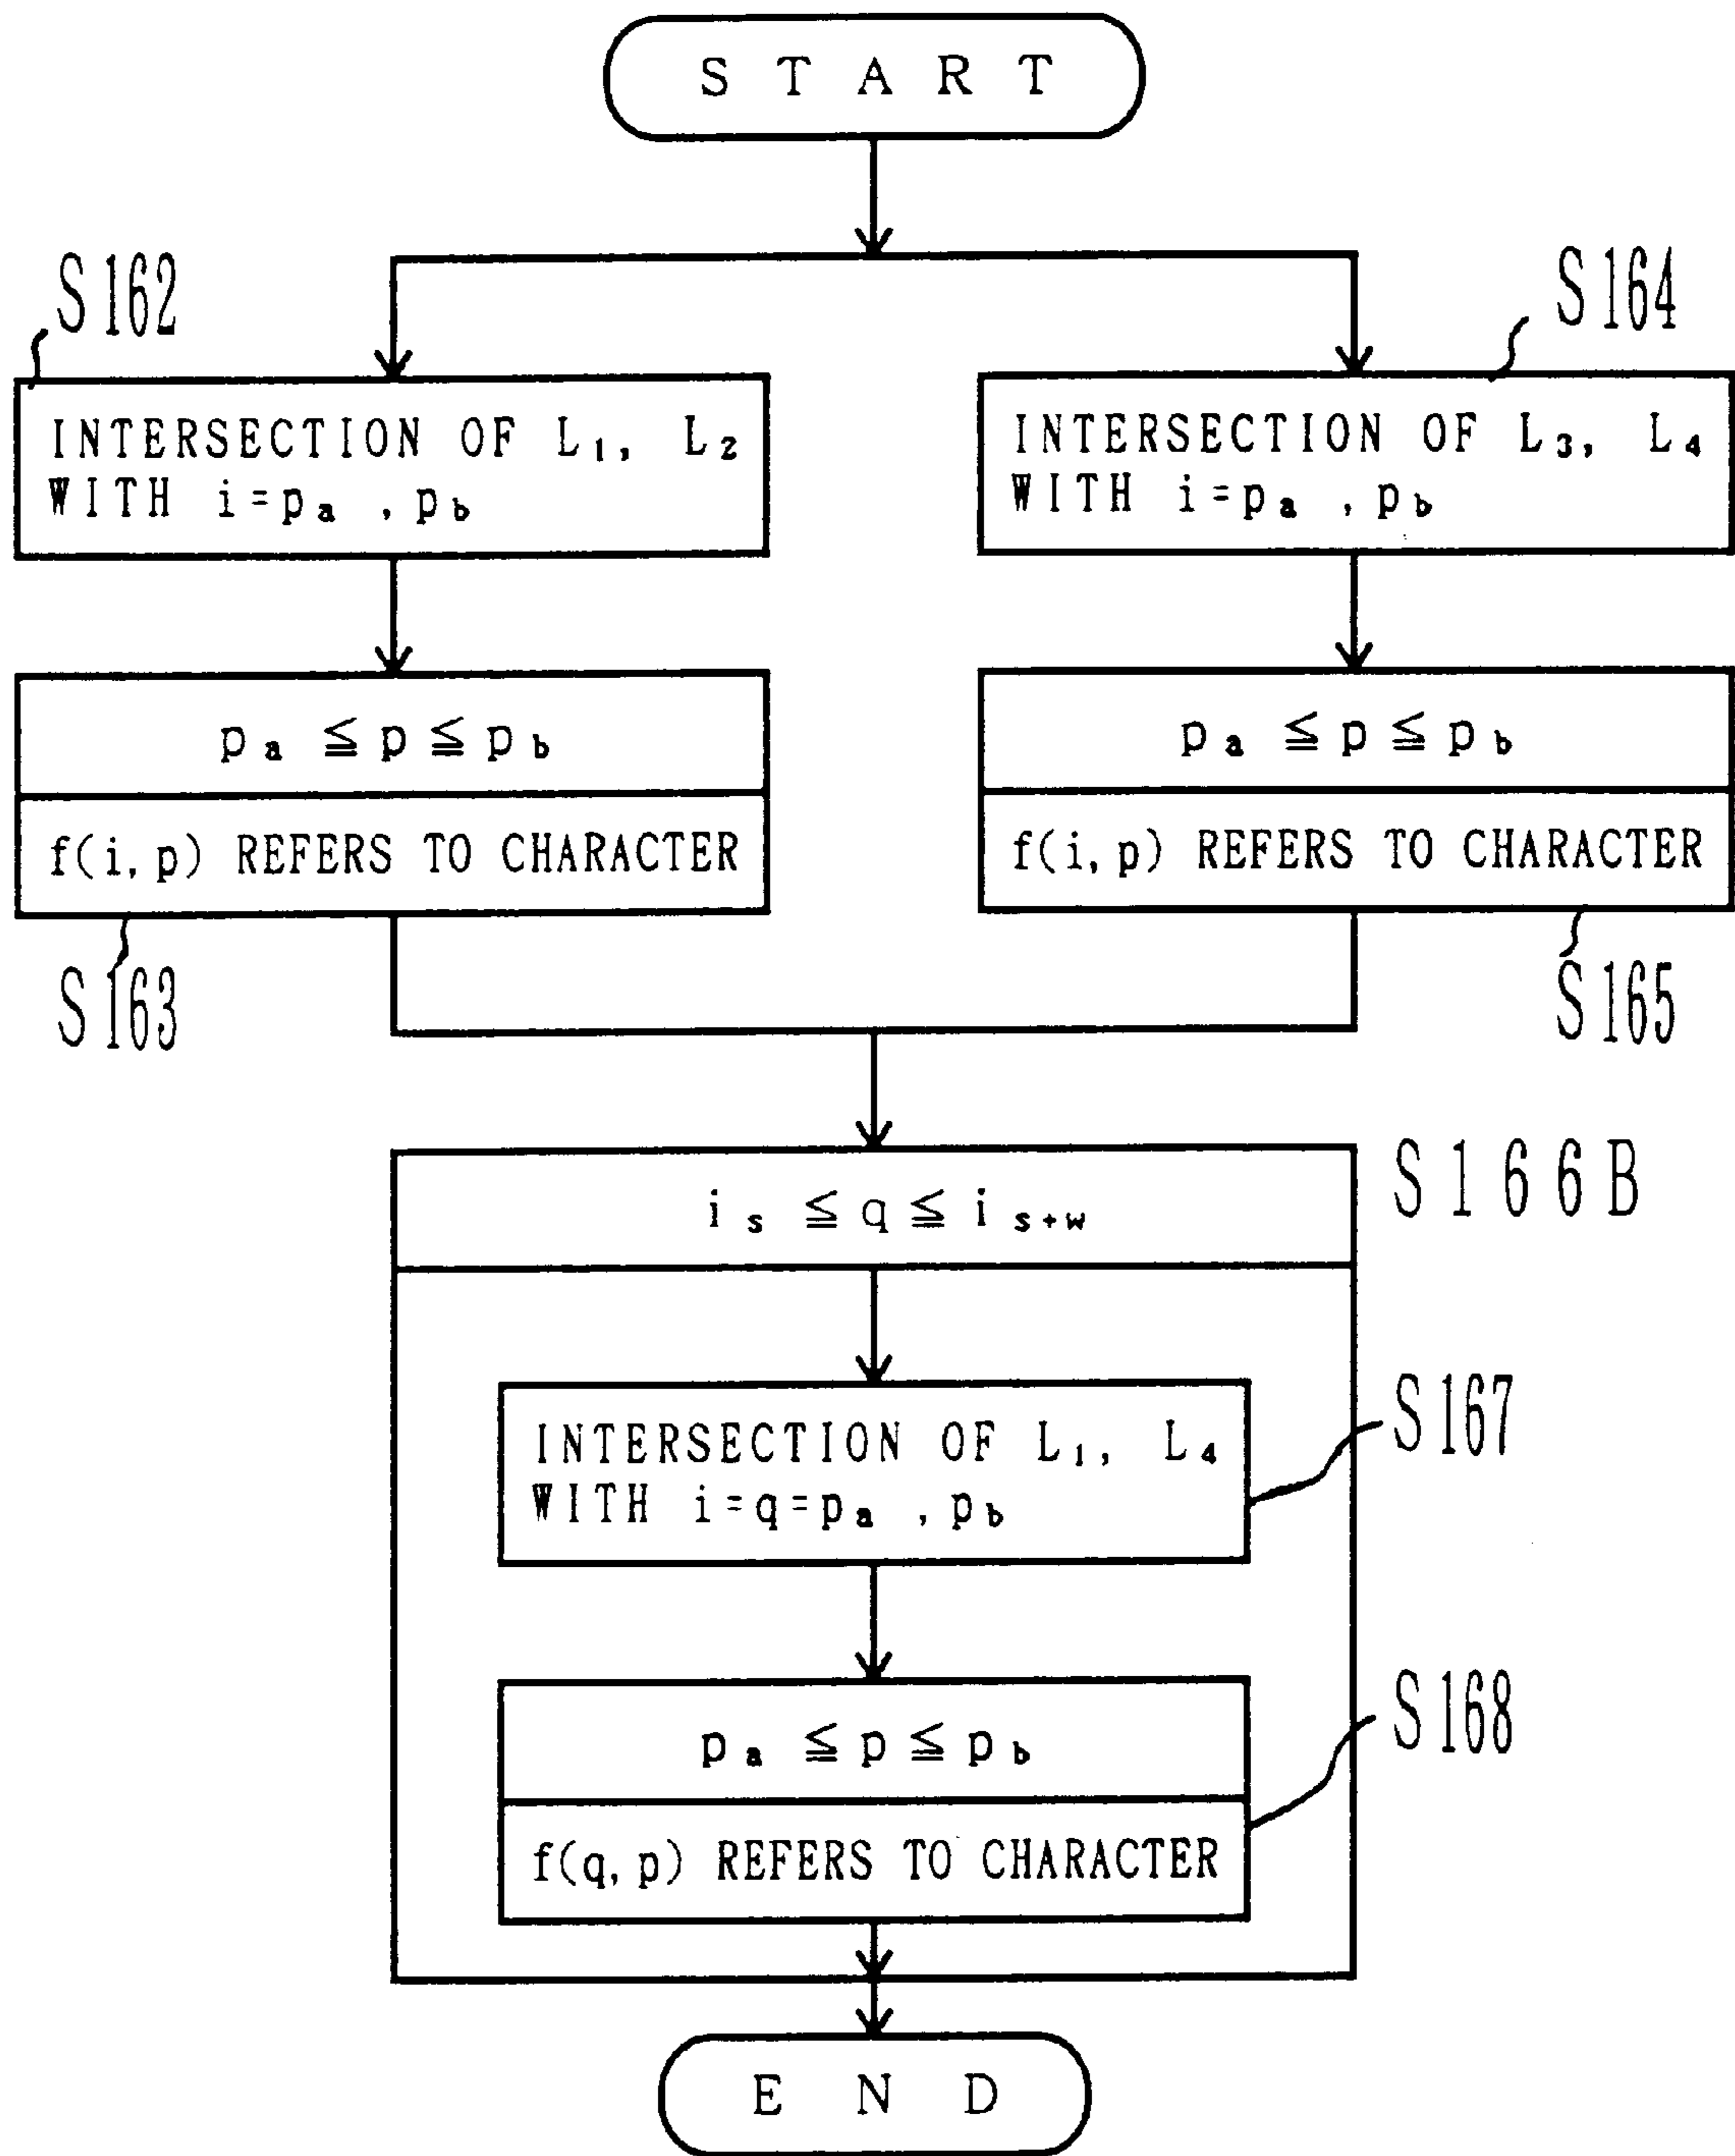 START
S162
S164
INTERSECTION OF L₁, L₂
WITH i=pₐ ,p_b
INTERSECTION OF L₃, L₄
WITH i=pₐ ,p_b
pₐ ≦ p ≦ p_b
f(i,p) REFERS TO CHARACTER
pₐ ≦ p ≦ p_b
f(i,p) REFERS TO CHARACTER
S163
S165
S166B
i_s ≦ q ≦ i_{s+w}
S167
INTERSECTION OF L₁, L₄
WITH i=q=pₐ ,p_b
S168
pₐ ≦ p ≦ p_b
f(q,p) REFERS TO CHARACTER
END